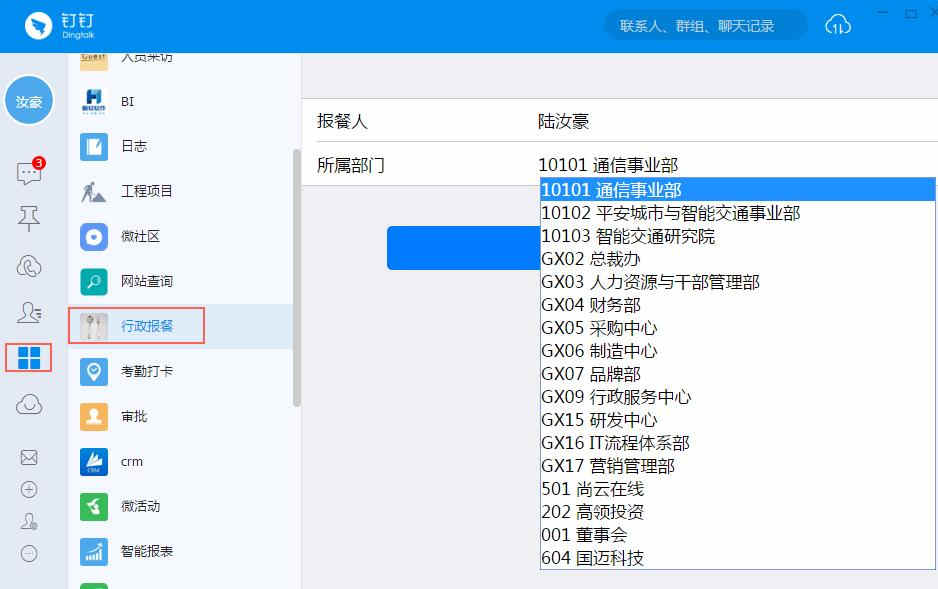 钉钉
Dingtalk
联系人、群组、聊天记录
汝豪
3
Guest
人员来访
BI
日志
工程项目
微社区
网站查询
行政报餐
考勤打卡
审批
CRM
crm
微活动
智能报表
报餐人
陆汝豪
所属部门
10101 通信事业部
10101 通信事业部
10102 平安城市与智能交通事业部
10103 智能交通研究院
GX02 总裁办
GX03 人力资源与干部管理部
GX04 财务部
GX05 采购中心
GX06 制造中心
GX07 品牌部
GX09 行政服务中心
GX15 研发中心
GX16 IT流程体系部
GX17 营销管理部
501 尚云在线
202 高领投资
001 董事会
604 国迈科技